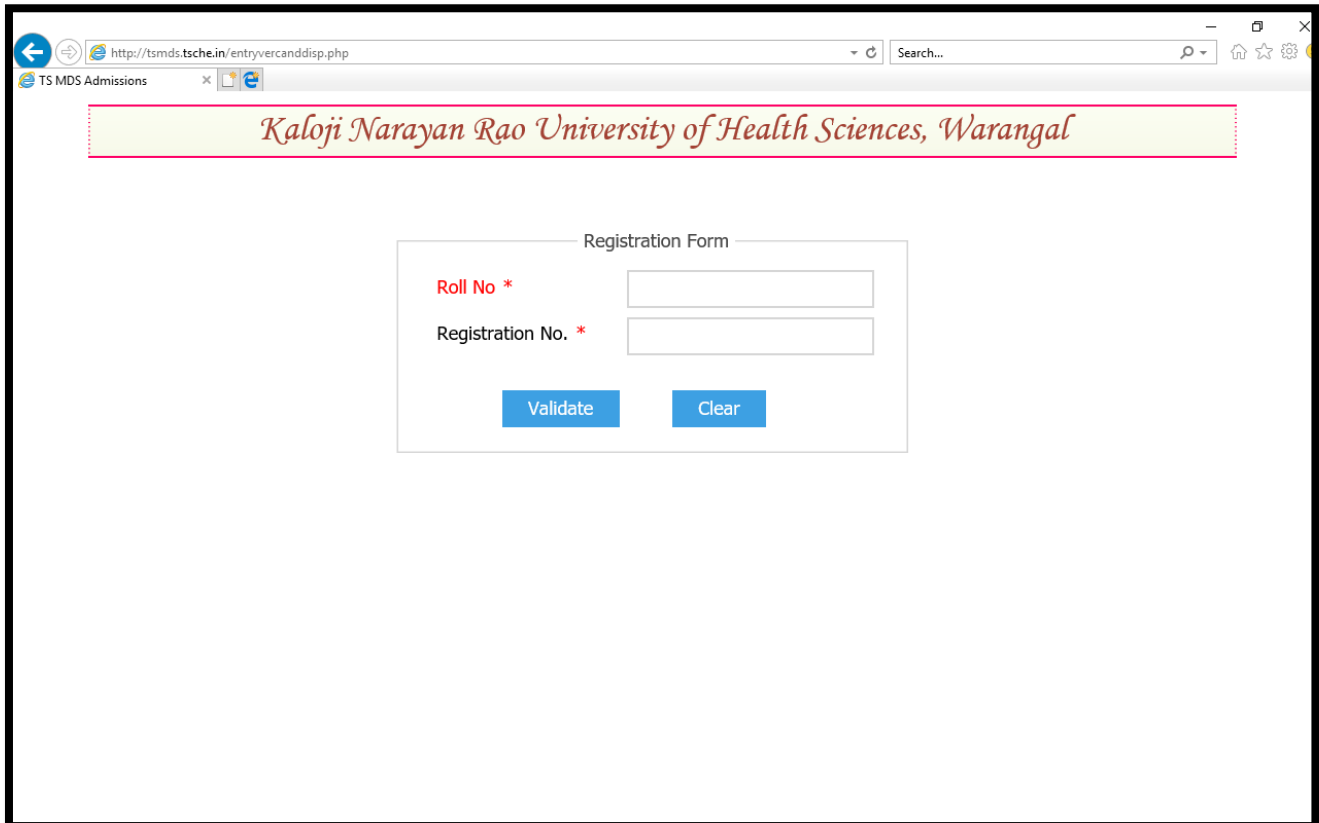 http://tsmds.tsche.in/entryvercanddisp.php
Search...
TS MDS Admissions
Kaloji Narayan Rao University of Health Sciences, Warangal
Registration Form
Roll No *
Registration No. *
Validate Clear